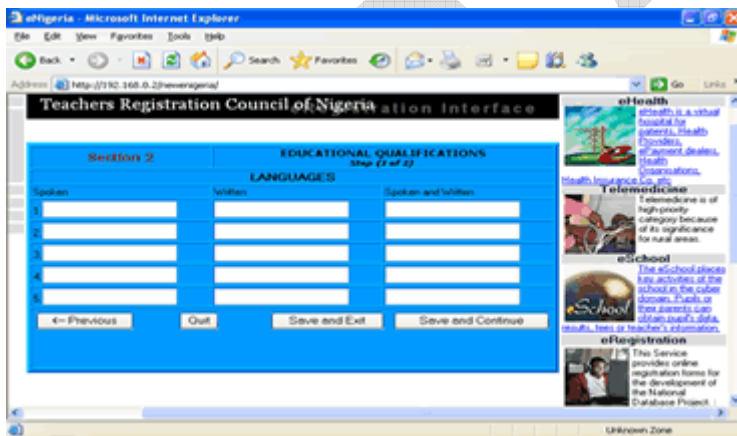 eNigeria - Microsoft Internet Explorer
File Edit View Favorites Tools Help
Back Search Favorites
Address http://192.168.0.2/newenigeria/ Go Links
Teachers Registration Council of Nigeria
ation Interface
Section 2
EDUCATIONAL QUALIFICATIONS
LANGUAGES
Spoken Written Spoken and Written
1
2
3
4
5
<-- Previous Quit Save and Exit Save and Continue
eHealth
eHealth is a virtual
hospital for
patents, Health
Providers,
ePayment dealers,
Health
Organisations,
Health Insurance Co, etc
Telemedicine
Telemedicine is of
high-priority
category because
of its significance
for rural areas.
eSchool
eSchool
The eSchool places
key activities of the
school in the cyber
domain. Pupils or
their parents can
obtain pupil's data,
results, fees or teacher's information.
eRegistration
This Service
provides online
registration forms for
the development of
the National
Database Project.
Unknown Zone